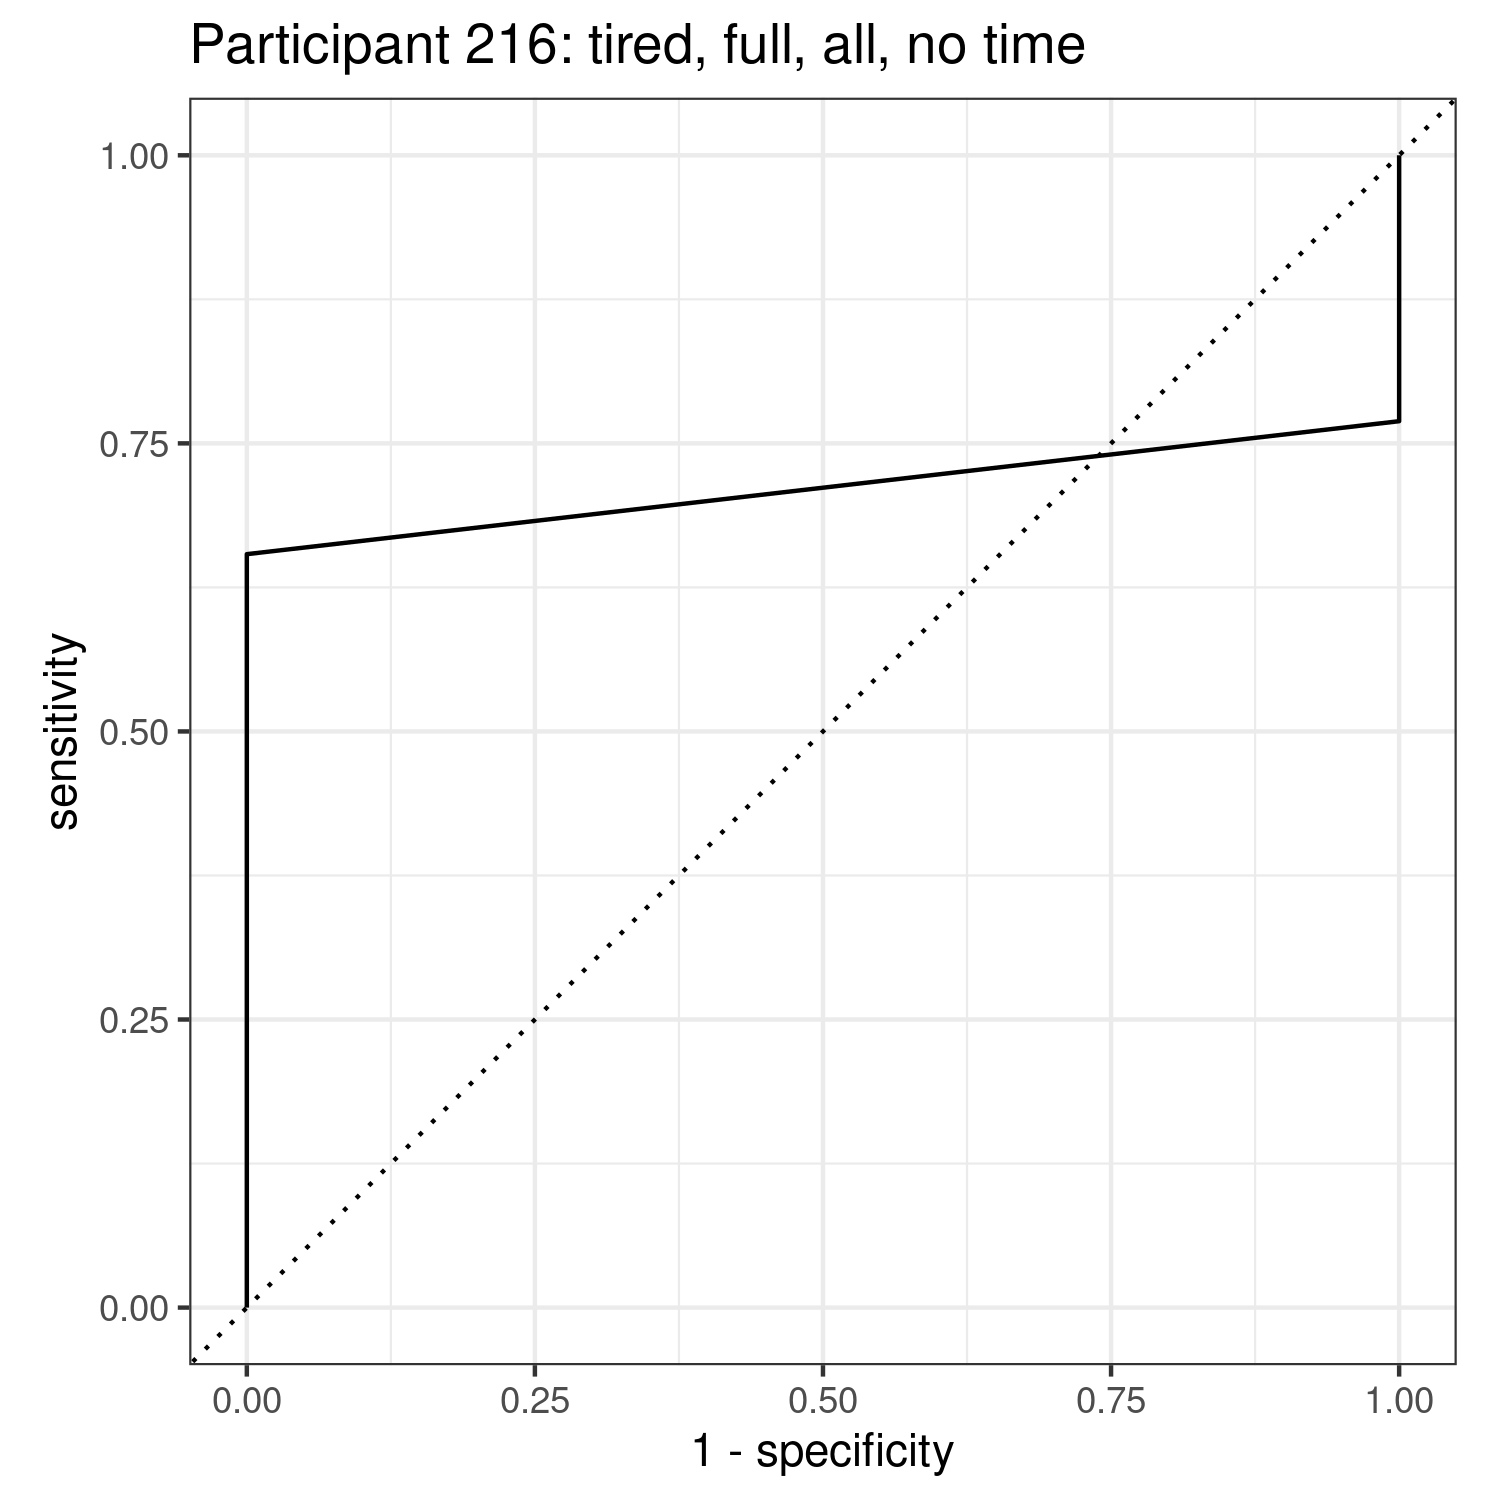 Participant 216: tired, full, all, no time
1.00
0.75
0.50
0.25
0.00
sensitivity
0.00 0.25 0.50 0.75 1.00
1 - specificity